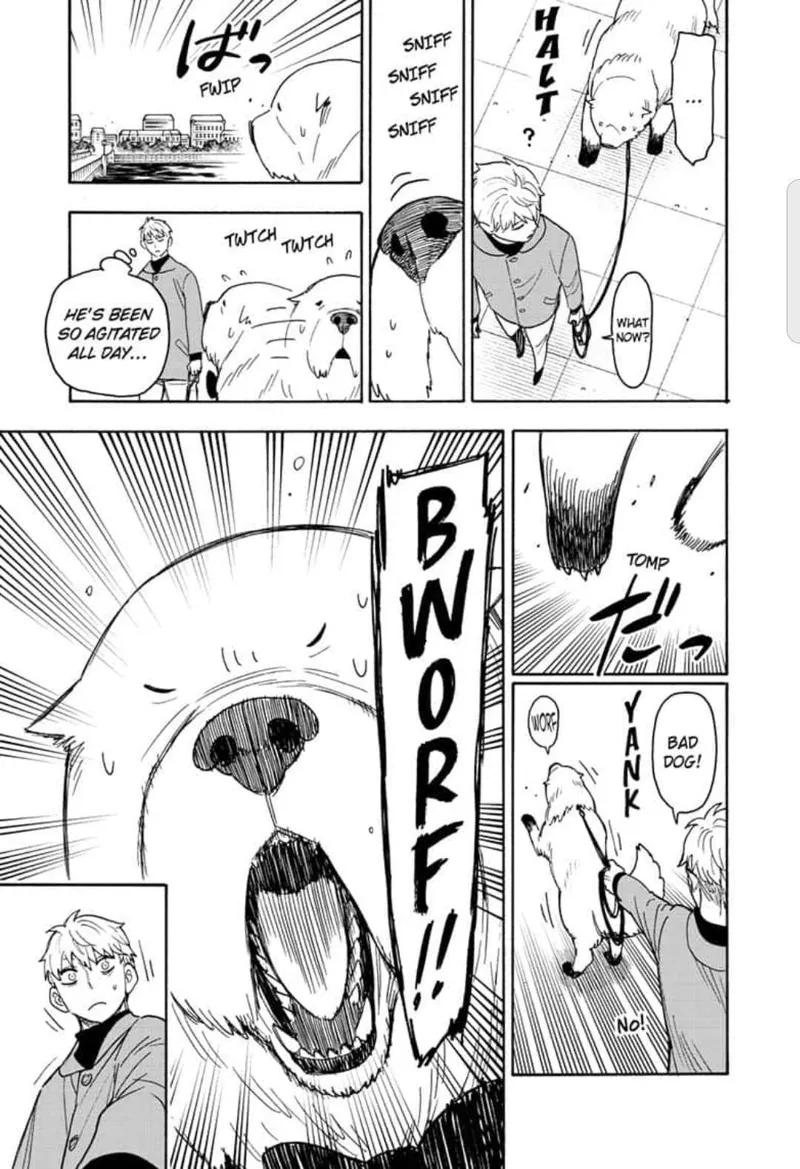 HALT
...
?
WHAT
NOW?
SNIFF
SNIFF
SNIFF
SNIFF
ばっ
FWIP
TWTCH
TWTCH
HE'S BEEN
SO AGITATED
ALL DAY...
TOMP
だっ
BAD
DOG!
YANK
WORF
NO!
BWORF!!